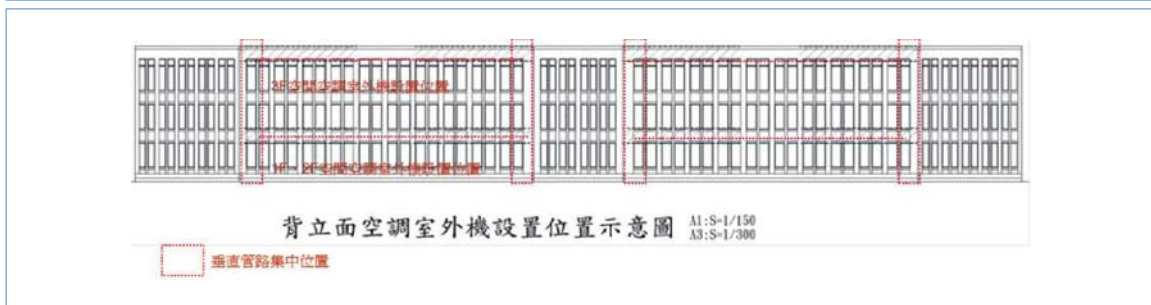 3F空間空調室外機設置位置
1F、2F空間空調室外機設置位置
背立面空調室外機設置位置示意圖
A1:S=1/150
A3:S=1/300
垂直管路集中位置